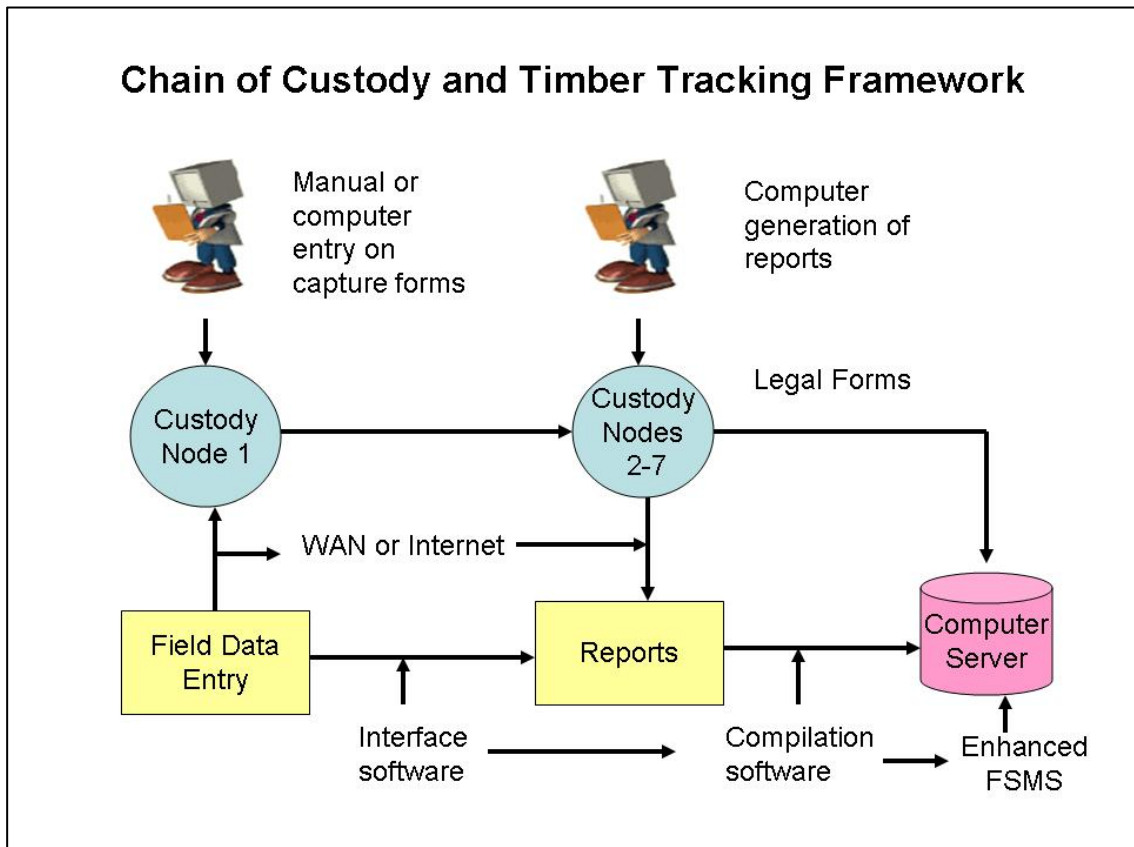 Chain of Custody and Timber Tracking Framework
Manual or
computer
entry on
capture forms
Computer
generation of
reports
Legal Forms
Custody
Node 1
Custody
Nodes
2-7
WAN or Internet
Field Data
Entry
Reports
Computer
Server
Interface
software
Compilation
software
Enhanced
FSMS